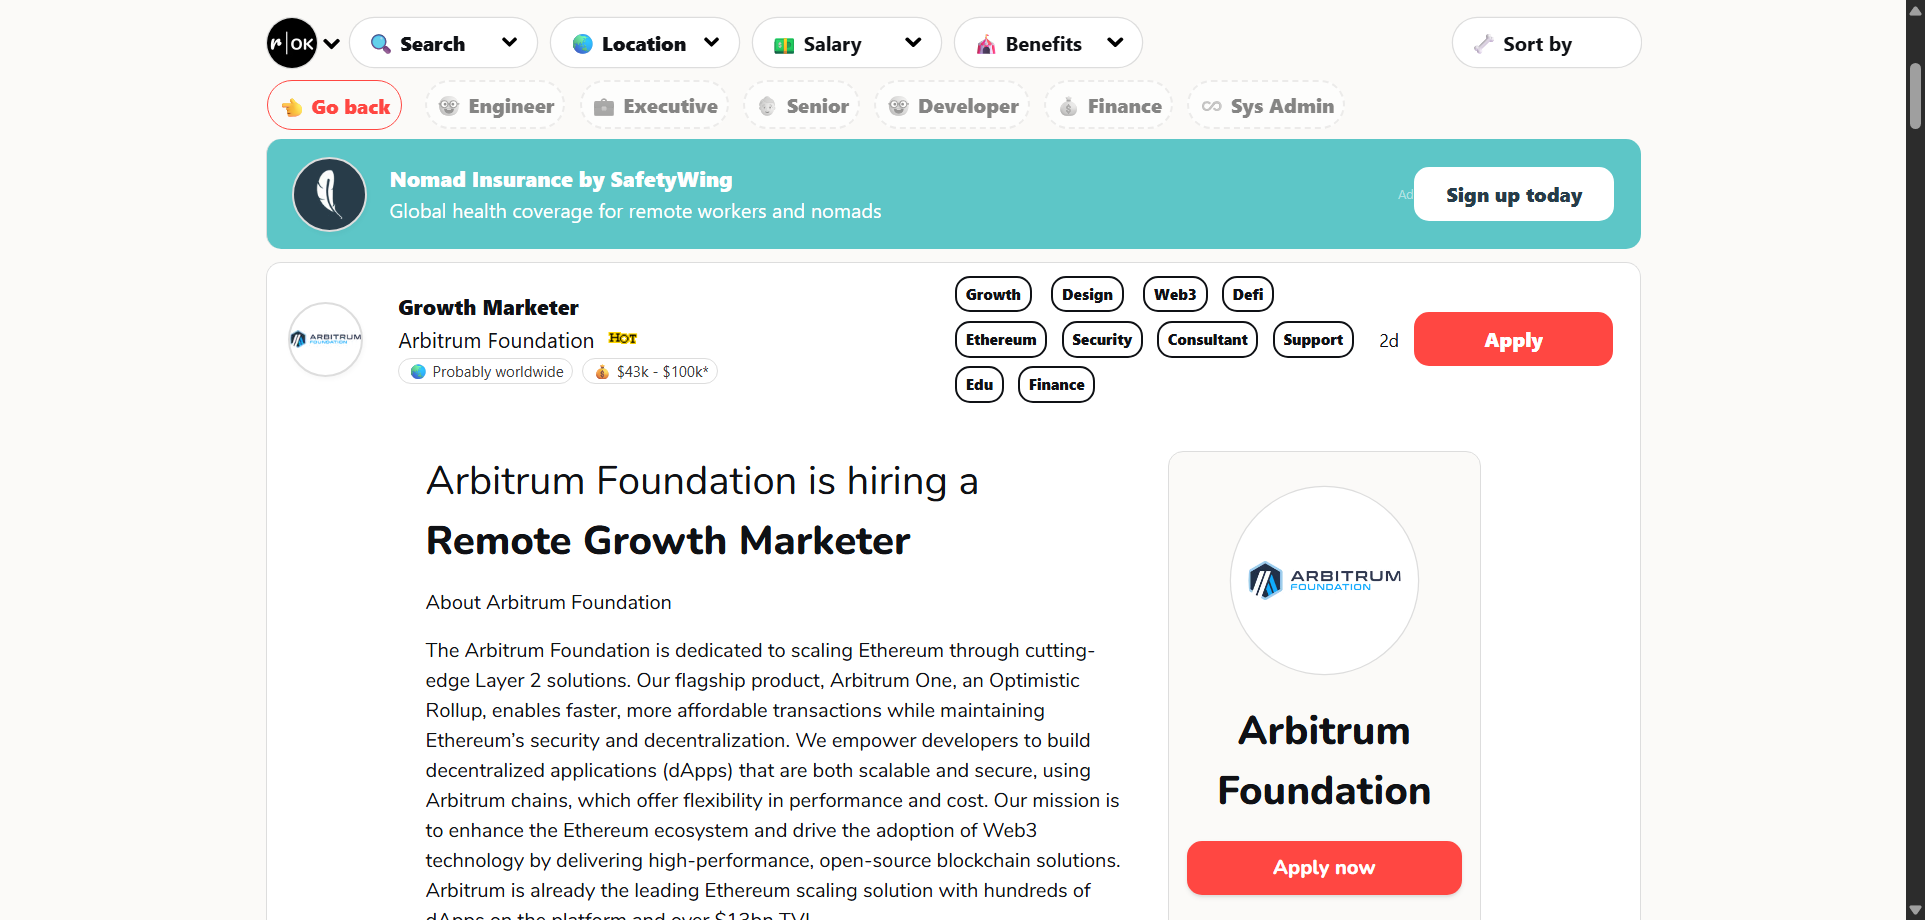 r|OK
Search
Location
Salary
Benefits
Sort by
Go back
Engineer
Executive
Senior
Developer
Finance
Sys Admin
Nomad Insurance by SafetyWing
Global health coverage for remote workers and nomads
Ad
Sign up today
ARBITRUM
FOUNDATION
Growth Marketer
Arbitrum Foundation HOT
Probably worldwide
$43k - $100k*
Growth Design Web3 Defi
Ethereum Security Consultant Support
Edu Finance
2d
Apply
Arbitrum Foundation is hiring a
Remote Growth Marketer
About Arbitrum Foundation
The Arbitrum Foundation is dedicated to scaling Ethereum through cutting-
edge Layer 2 solutions. Our flagship product, Arbitrum One, an Optimistic
Rollup, enables faster, more affordable transactions while maintaining
Ethereum’s security and decentralization. We empower developers to build
decentralized applications (dApps) that are both scalable and secure, using
Arbitrum chains, which offer flexibility in performance and cost. Our mission is
to enhance the Ethereum ecosystem and drive the adoption of Web3
technology by delivering high-performance, open-source blockchain solutions.
Arbitrum is already the leading Ethereum scaling solution with hundreds of
dApps on the platform and over $13bn TVL
ARBITRUM
FOUNDATION
Arbitrum
Foundation
Apply now